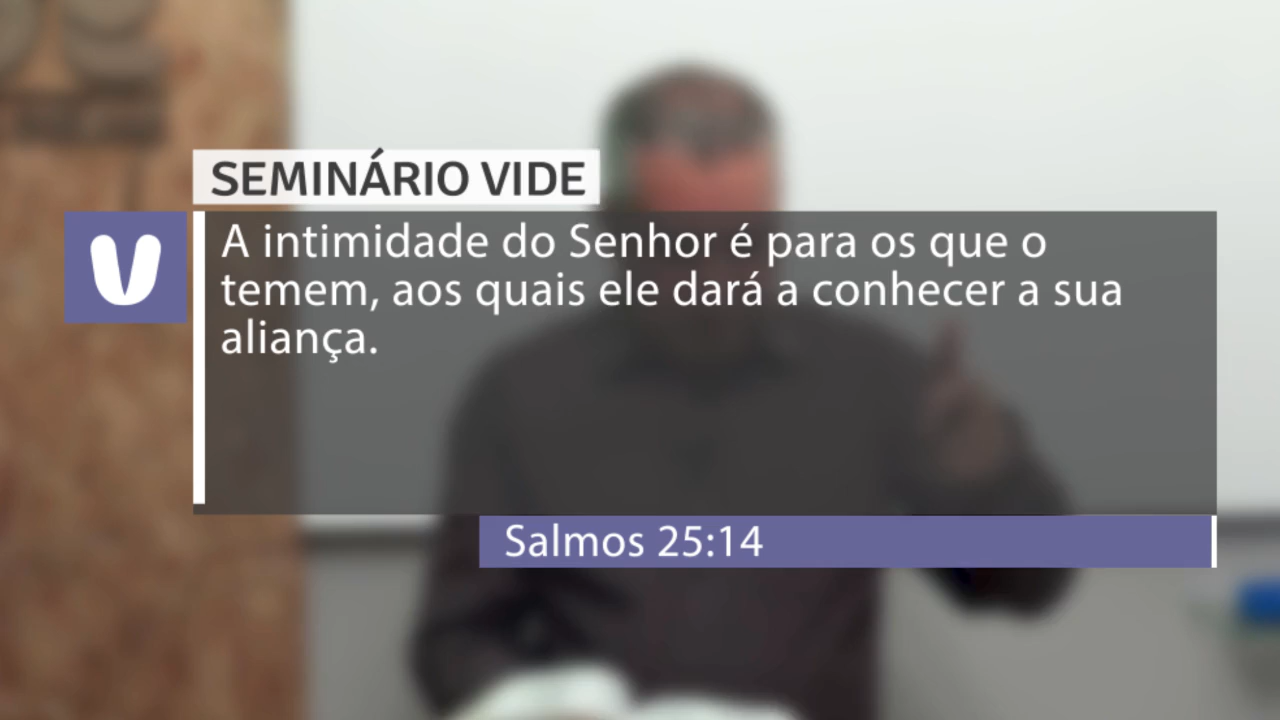 SEMINÁRIO VIDE
A intimidade do Senhor é para os que o
temem, aos quais ele dará a conhecer a sua
aliança.
Salmos 25:14